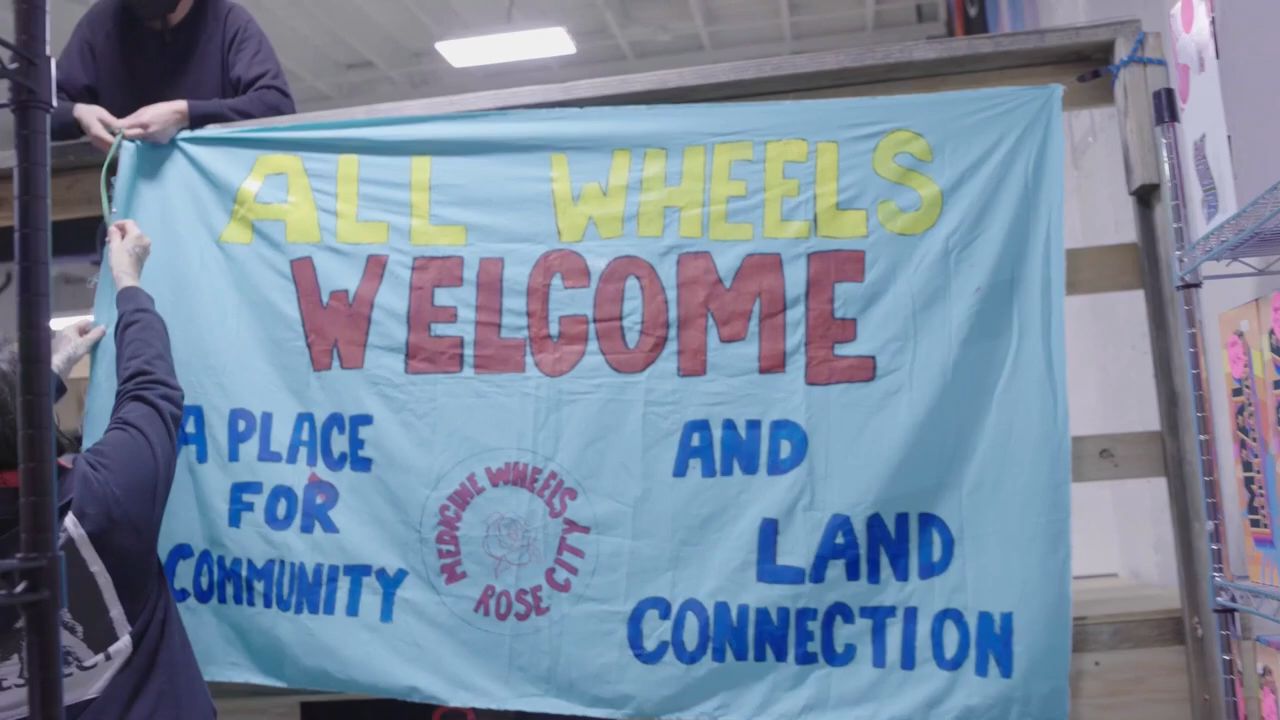 ALL WHEELS
WELCOME
A PLACE
FOR
COMMUNITY
MEDICINE WHEELS
ROSE CITY
AND
LAND
CONNECTION